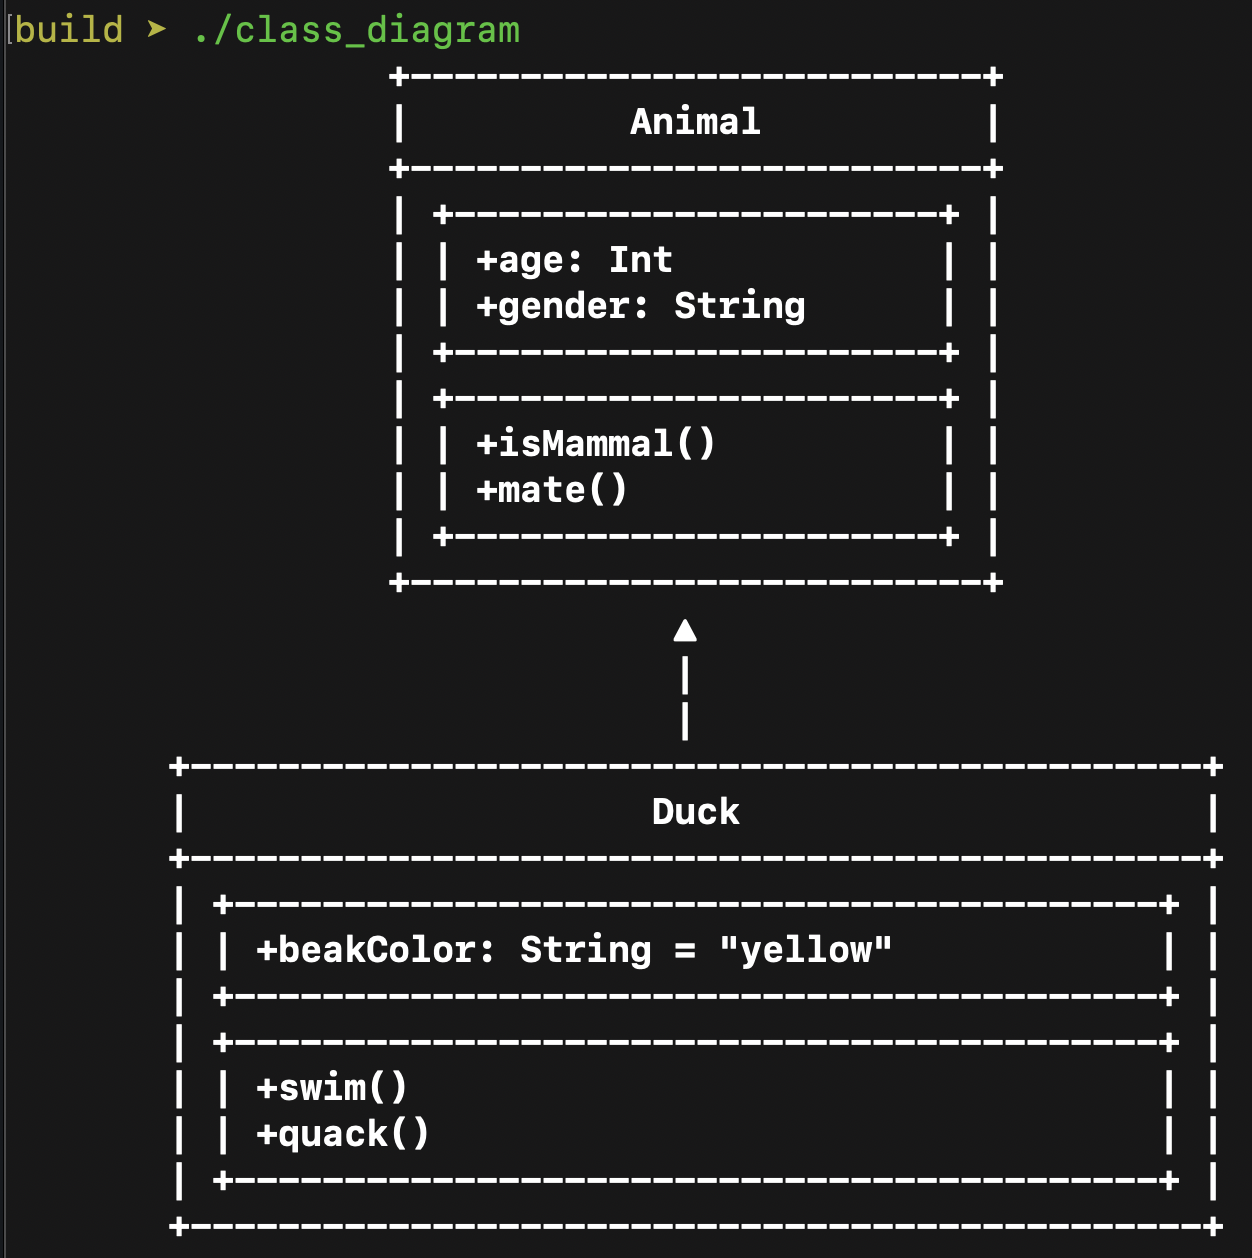 build ➤ ./class_diagram
+--------------------------+
|          Animal          |
+--------------------------+
| +-----------------------+ |
| | +age: Int             | |
| | +gender: String       | |
| +-----------------------+ |
| +-----------------------+ |
| | +isMammal()           | |
| | +mate()               | |
| +-----------------------+ |
+--------------------------+
▲
|
|
+----------------------------------------------+
|                     Duck                     |
+----------------------------------------------+
| +------------------------------------------+ |
| | +beakColor: String = "yellow"            | |
| +------------------------------------------+ |
| +------------------------------------------+ |
| | +swim()                                  | |
| | +quack()                                 | |
| +------------------------------------------+ |
+----------------------------------------------+